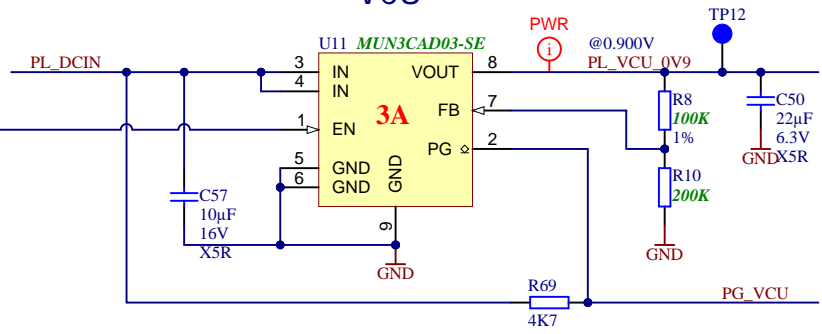 TP12
PWR
i
U11 MUN3CAD03-SE
@0.900V
PL_DCIN
3 IN VOUT 8
PL_VCU_0V9
4 IN
3A
FB 7
R8
100K
1%
C50
22µF
6.3V
X5R
GND
1 EN
PG 2
5 GND
6 GND
GND
9
GND
C57
10µF
16V
X5R
R10
200K
GND
R69
4K7
PG_VCU